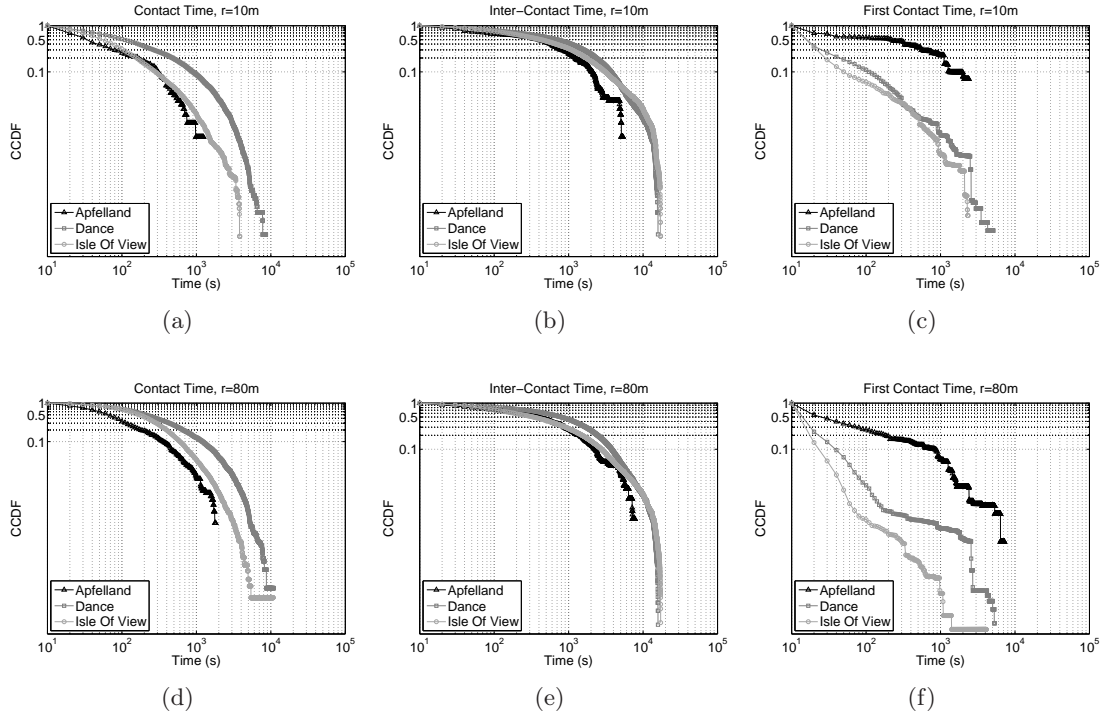 Contact Time, r=10m
1
0.5
0.1
CCDF
Apfelland
Dance
Isle Of View
10^1 10^2 10^3 10^4 10^5
Time (s)
(a)
Inter−Contact Time, r=10m
1
0.5
0.1
CCDF
Apfelland
Dance
Isle Of View
10^1 10^2 10^3 10^4 10^5
Time (s)
(b)
First Contact Time, r=10m
1
0.5
0.1
CCDF
Apfelland
Dance
Isle Of View
10^1 10^2 10^3 10^4 10^5
Time (s)
(c)
Contact Time, r=80m
1
0.5
0.1
CCDF
Apfelland
Dance
Isle Of View
10^1 10^2 10^3 10^4 10^5
Time (s)
(d)
Inter−Contact Time, r=80m
1
0.5
0.1
CCDF
Apfelland
Dance
Isle Of View
10^1 10^2 10^3 10^4 10^5
Time (s)
(e)
First Contact Time, r=80m
1
0.5
0.1
CCDF
Apfelland
Dance
Isle Of View
10^1 10^2 10^3 10^4 10^5
Time (s)
(f)